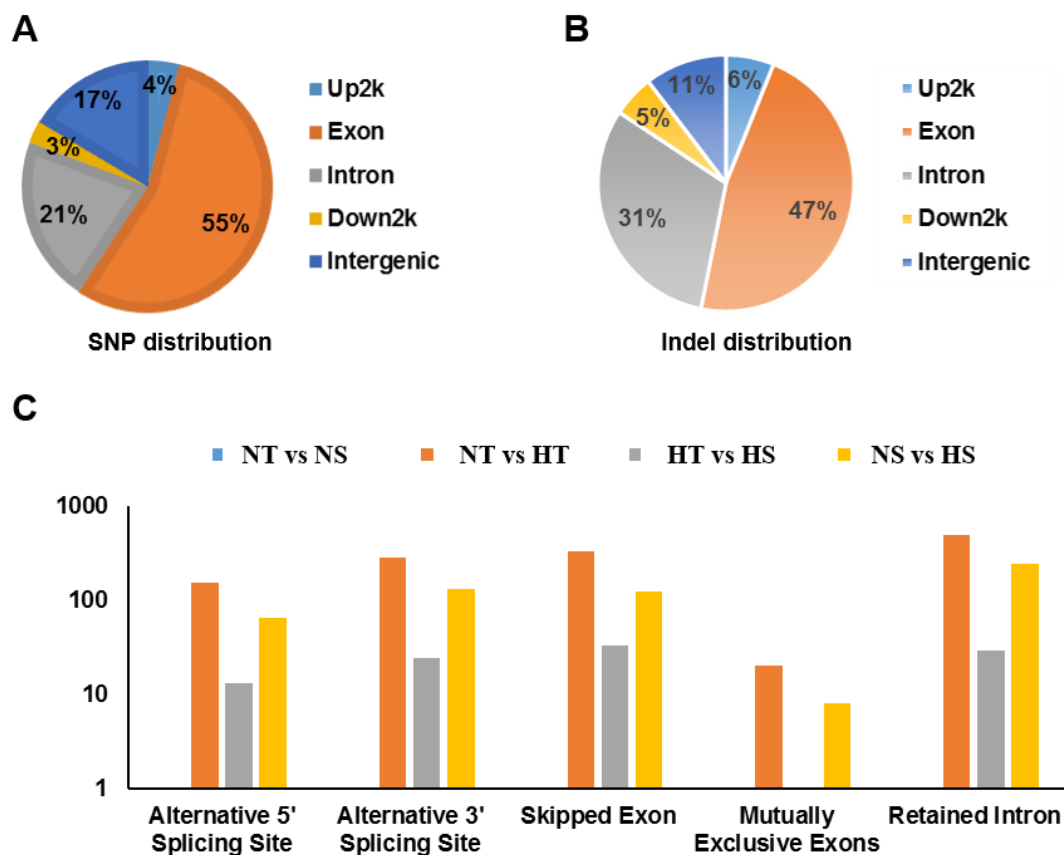 A
4%
17%
3%
21%
55%
Up2k
Exon
Intron
Down2k
Intergenic
SNP distribution
B
6%
11%
5%
31%
47%
Up2k
Exon
Intron
Down2k
Intergenic
Indel distribution
C
NT vs NS NT vs HT HT vs HS NS vs HS
1000
100
10
1
Alternative 5'
Splicing Site
Alternative 3'
Splicing Site
Skipped Exon
Mutually
Exclusive Exons
Retained Intron